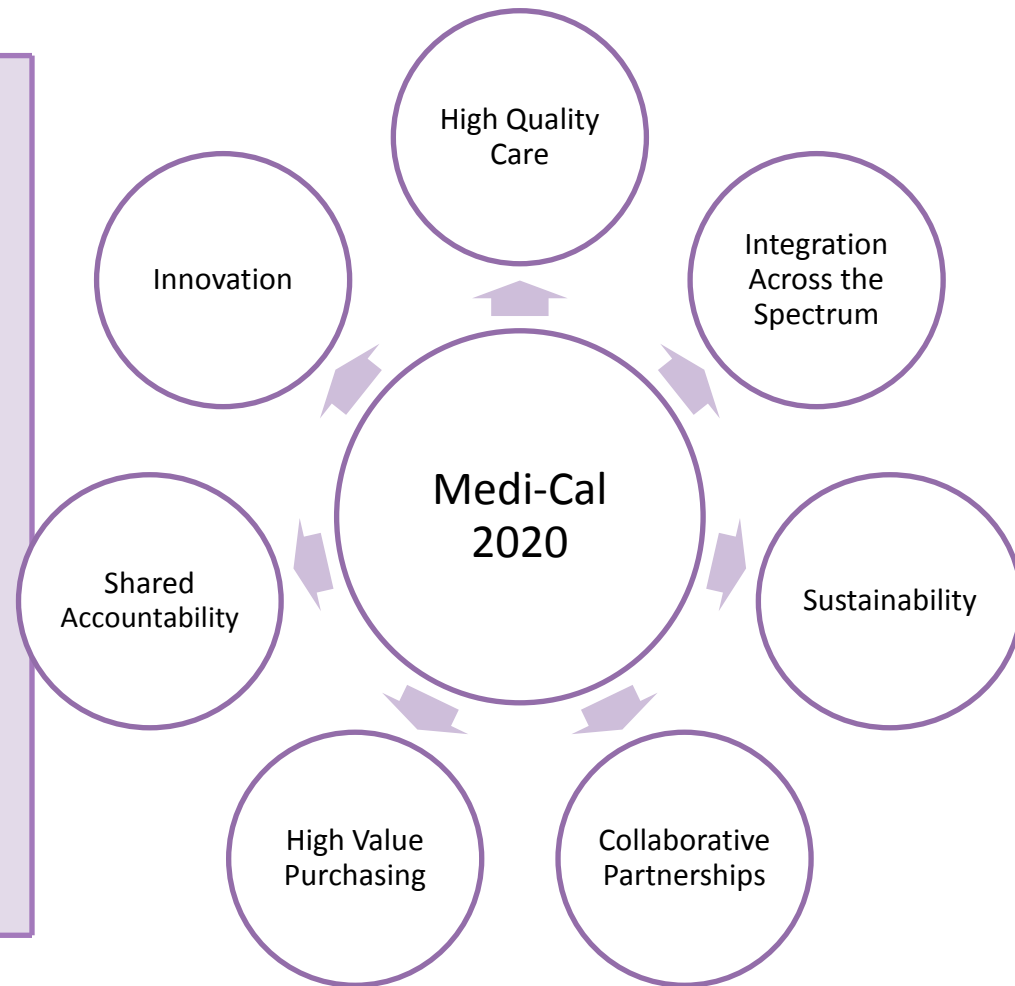 High Quality
Care
Integration
Across the
Spectrum
Innovation
Medi-Cal
2020
Shared
Accountability
Sustainability
High Value
Purchasing
Collaborative
Partnerships